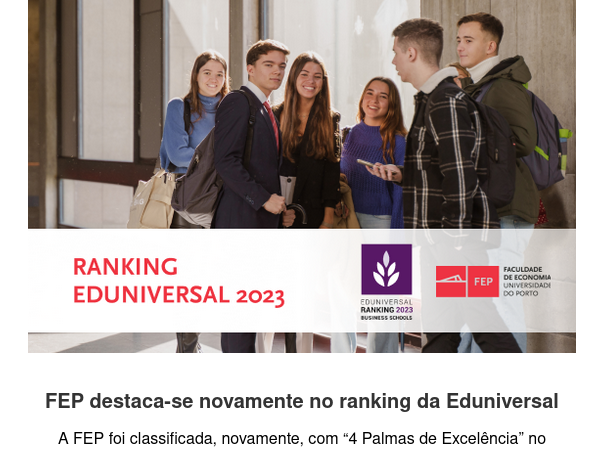 RANKING
EDUNIVERSAL 2023
EDUNIVERSAL
RANKING 2023
BUSINESS SCHOOLS
FEP
FACULDADE
DE ECONOMIA
UNIVERSIDADE
DO PORTO
FEP destaca-se novamente no ranking da Eduniversal
A FEP foi classificada, novamente, com “4 Palmas de Excelência” no